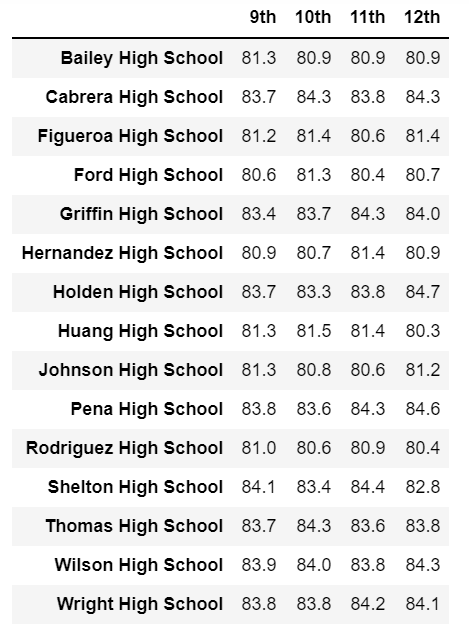 9th 10th 11th 12th
Bailey High School 81.3 80.9 80.9 80.9
Cabrera High School 83.7 84.3 83.8 84.3
Figueroa High School 81.2 81.4 80.6 81.4
Ford High School 80.6 81.3 80.4 80.7
Griffin High School 83.4 83.7 84.3 84.0
Hernandez High School 80.9 80.7 81.4 80.9
Holden High School 83.7 83.3 83.8 84.7
Huang High School 81.3 81.5 81.4 80.3
Johnson High School 81.3 80.8 80.6 81.2
Pena High School 83.8 83.6 84.3 84.6
Rodriguez High School 81.0 80.6 80.9 80.4
Shelton High School 84.1 83.4 84.4 82.8
Thomas High School 83.7 84.3 83.6 83.8
Wilson High School 83.9 84.0 83.8 84.3
Wright High School 83.8 83.8 84.2 84.1